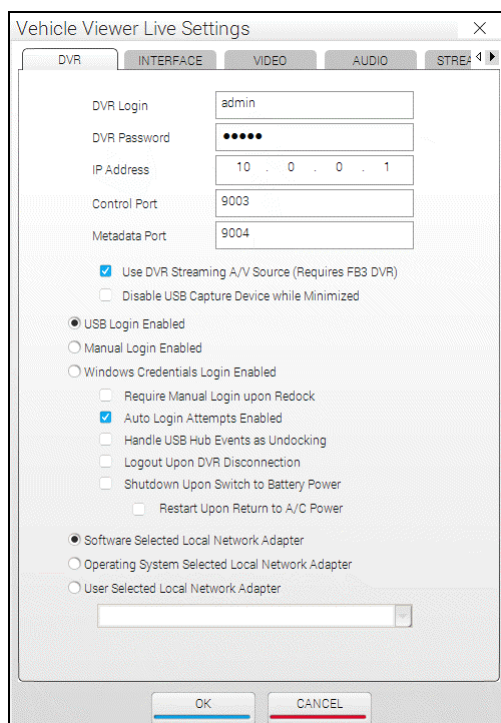 Vehicle Viewer Live Settings
DVR INTERFACE VIDEO AUDIO STREA
DVR Login admin
DVR Password •••••
IP Address 10 . 0 . 0 . 1
Control Port 9003
Metadata Port 9004
Use DVR Streaming A/V Source (Requires FB3 DVR)
Disable USB Capture Device while Minimized
USB Login Enabled
Manual Login Enabled
Windows Credentials Login Enabled
Require Manual Login upon Redock
Auto Login Attempts Enabled
Handle USB Hub Events as Undocking
Logout Upon DVR Disconnection
Shutdown Upon Switch to Battery Power
Restart Upon Return to A/C Power
Software Selected Local Network Adapter
Operating System Selected Local Network Adapter
User Selected Local Network Adapter
OK CANCEL